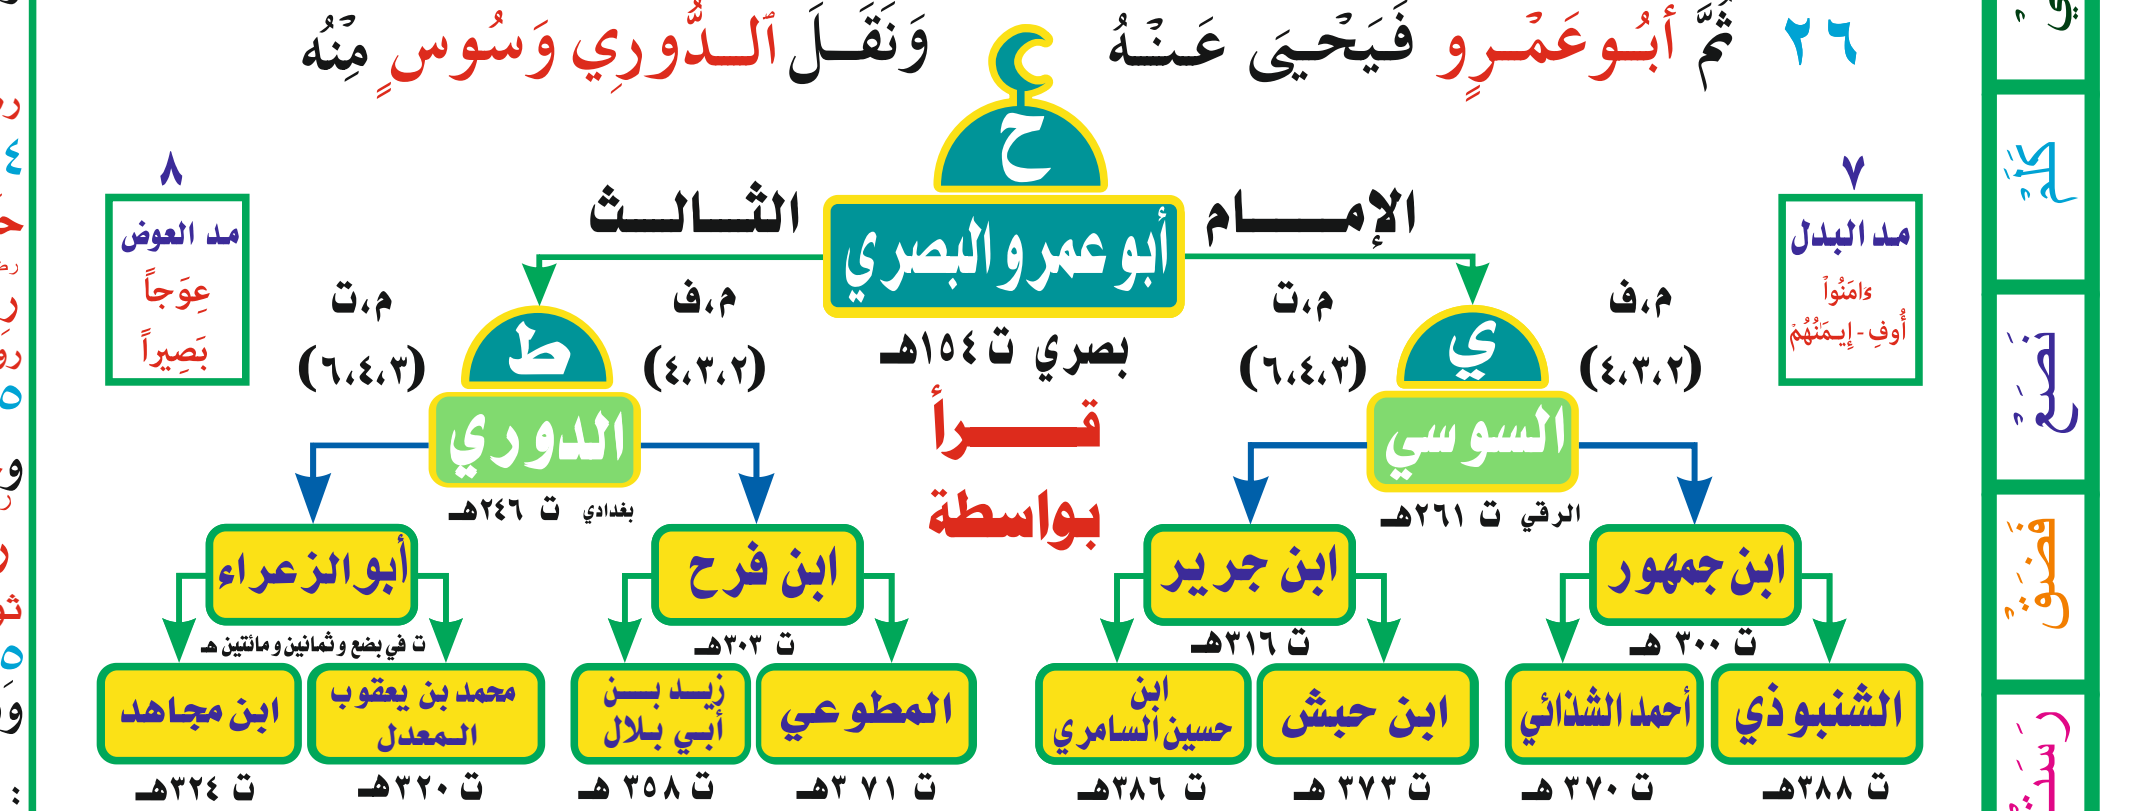 ٢٦ ثُمَّ أَبُو عَمْرٍو فَيَحْيَى عَنْهُ وَنَقَلَ ٱلدُّورِي وَسُوسٍ مِنْهُ
ح
الإمام أبو عمرو البصري الثالث
بصري ت ١٥٤هـ
قرأ
بواسطة
٧
مد البدل
ءَامَنُواْ
أُوفِ - إِيمَٰنُهُمْ
٨
مد العوض
عِوَجاً
بَصِيراً
م.ف
(٤،٣،٢)
ي
السوسي
الرقي ت ٢٦١هـ
م.ت
(٦،٤،٣)
م.ف
(٤،٣،٢)
ط
الدوري
بغدادي ت ٢٤٦هـ
م.ت
(٦،٤،٣)
ابن جمهور
ت ٣٠٠ هـ
ابن جرير
ت ٣١٦هـ
ابن فرح
ت ٣٠٣هـ
أبو الزعراء
ت في بضع و ثمانين و مائتين هـ
الشنبوذي
ت ٣٨٨هـ
أحمد الشذائي
ت ٣٧٠ هـ
ابن حبش
ت ٣٧٣ هـ
ابن
حسين السامري
ت ٣٨٦هـ
المطوعي
ت ٣٧١هـ
زيد بن
أبي بلال
ت ٣٥٨ هـ
محمد بن يعقوب
المعدل
ت ٣٢٠هـ
ابن مجاهد
ت ٣٢٤هـ
كَلَمْ
نَصَعْ
فَضَقْ
رَسَتْ